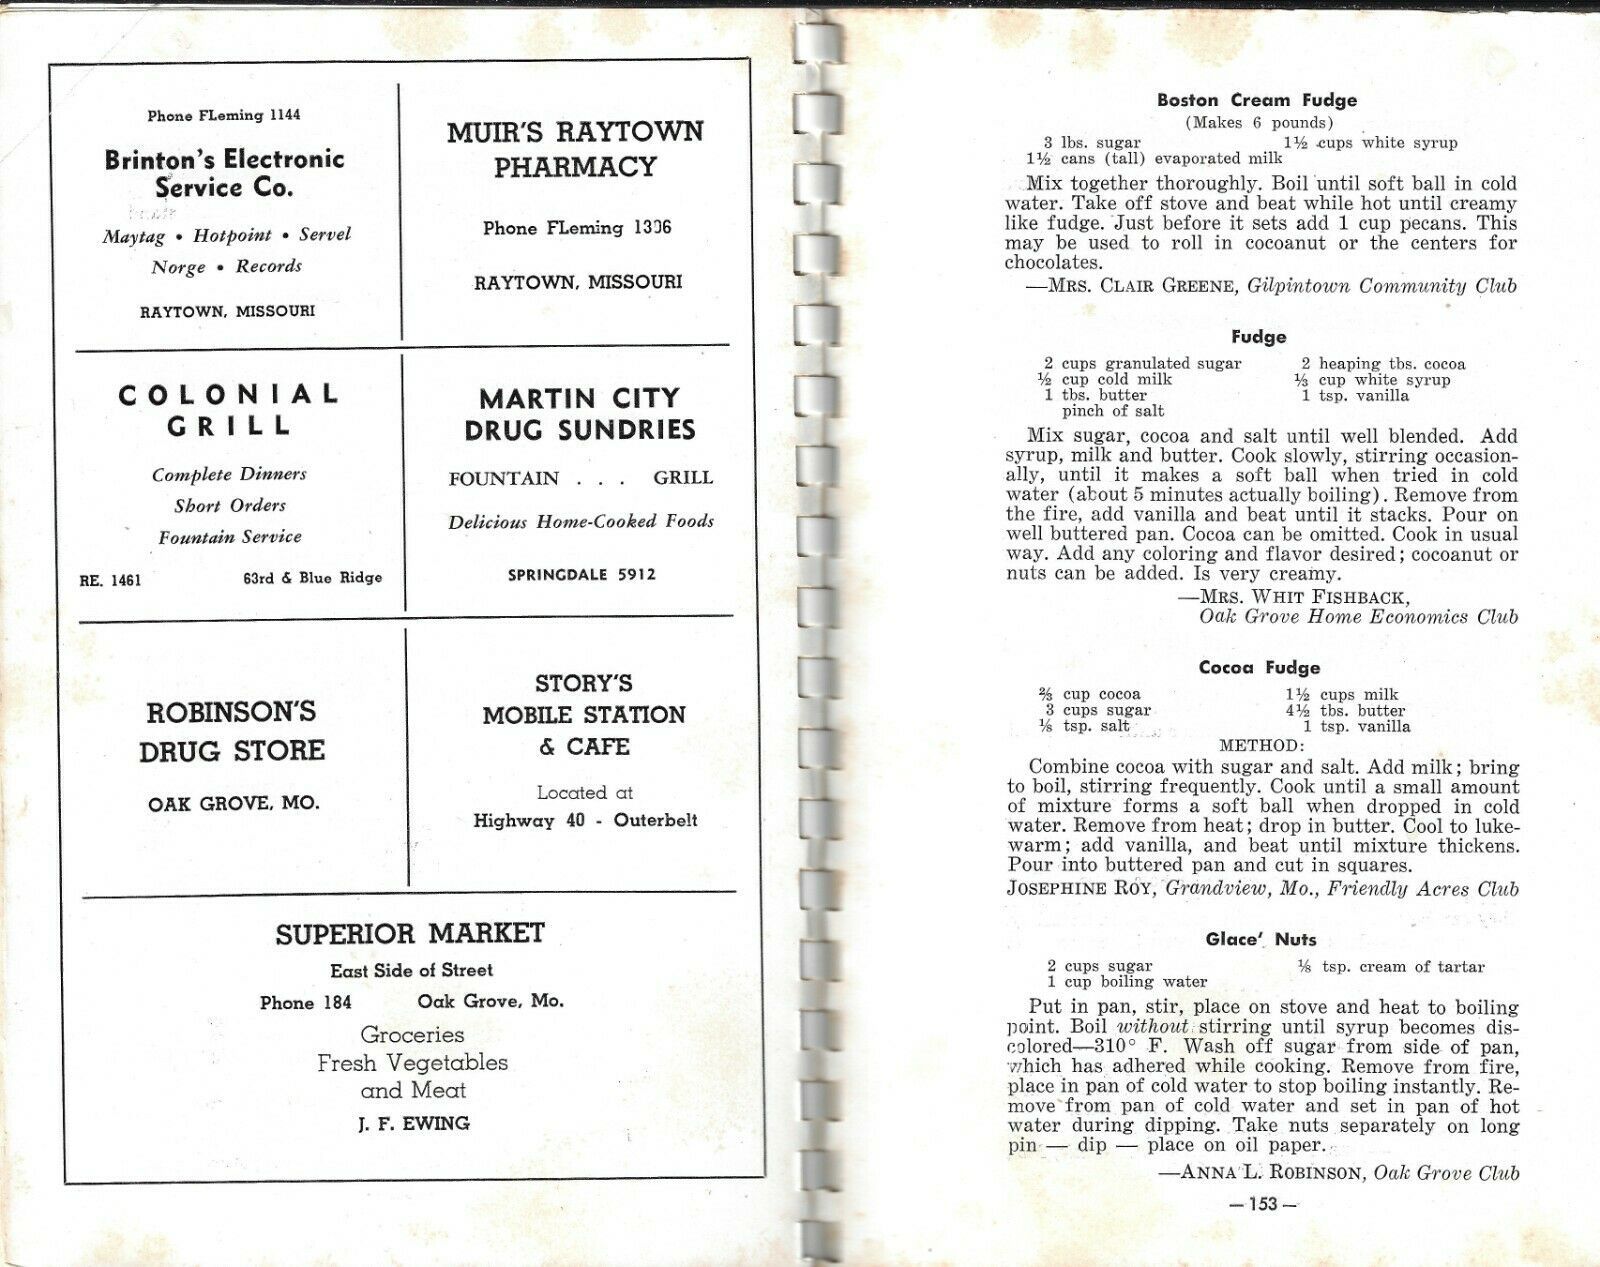 Phone FLeming 1144
Brinton's Electronic
Service Co.
Maytag • Hotpoint • Servel
Norge • Records
RAYTOWN, MISSOURI
MUIR'S RAYTOWN
PHARMACY
Phone FLeming 1306
RAYTOWN, MISSOURI
COLONIAL
GRILL
Complete Dinners
Short Orders
Fountain Service
RE. 1461 63rd & Blue Ridge
MARTIN CITY
DRUG SUNDRIES
FOUNTAIN . . . GRILL
Delicious Home-Cooked Foods
SPRINGDALE 5912
ROBINSON'S
DRUG STORE
OAK GROVE, MO.
STORY'S
MOBILE STATION
& CAFE
Located at
Highway 40 - Outerbelt
SUPERIOR MARKET
East Side of Street
Phone 184 Oak Grove, Mo.
Groceries
Fresh Vegetables
and Meat
J. F. EWING
Boston Cream Fudge
(Makes 6 pounds)
3 lbs. sugar 1½ cups white syrup
1½ cans (tall) evaporated milk
Mix together thoroughly. Boil until soft ball in cold
water. Take off stove and beat while hot until creamy
like fudge. Just before it sets add 1 cup pecans. This
may be used to roll in cocoanut or the centers for
chocolates.
—MRS. CLAIR GREENE, Gilpintown Community Club
Fudge
2 cups granulated sugar 2 heaping tbs. cocoa
½ cup cold milk ⅓ cup white syrup
1 tbs. butter 1 tsp. vanilla
pinch of salt
Mix sugar, cocoa and salt until well blended. Add
syrup, milk and butter. Cook slowly, stirring occasion-
ally, until it makes a soft ball when tried in cold
water (about 5 minutes actually boiling). Remove from
the fire, add vanilla and beat until it stacks. Pour on
well buttered pan. Cocoa can be omitted. Cook in usual
way. Add any coloring and flavor desired; cocoanut or
nuts can be added. Is very creamy.
—MRS. WHIT FISHBACK,
Oak Grove Home Economics Club
Cocoa Fudge
⅔ cup cocoa 1½ cups milk
3 cups sugar 4½ tbs. butter
⅛ tsp. salt 1 tsp. vanilla
METHOD:
Combine cocoa with sugar and salt. Add milk; bring
to boil, stirring frequently. Cook until a small amount
of mixture forms a soft ball when dropped in cold
water. Remove from heat; drop in butter. Cool to luke-
warm; add vanilla, and beat until mixture thickens.
Pour into buttered pan and cut in squares.
JOSEPHINE ROY, Grandview, Mo., Friendly Acres Club
Glace' Nuts
2 cups sugar ⅛ tsp. cream of tartar
1 cup boiling water
Put in pan, stir, place on stove and heat to boiling
point. Boil without stirring until syrup becomes dis-
colored—310° F. Wash off sugar from side of pan,
which has adhered while cooking. Remove from fire,
place in pan of cold water to stop boiling instantly. Re-
move from pan of cold water and set in pan of hot
water during dipping. Take nuts separately on long
pin — dip — place on oil paper.
—ANNA L. ROBINSON, Oak Grove Club
— 153 —